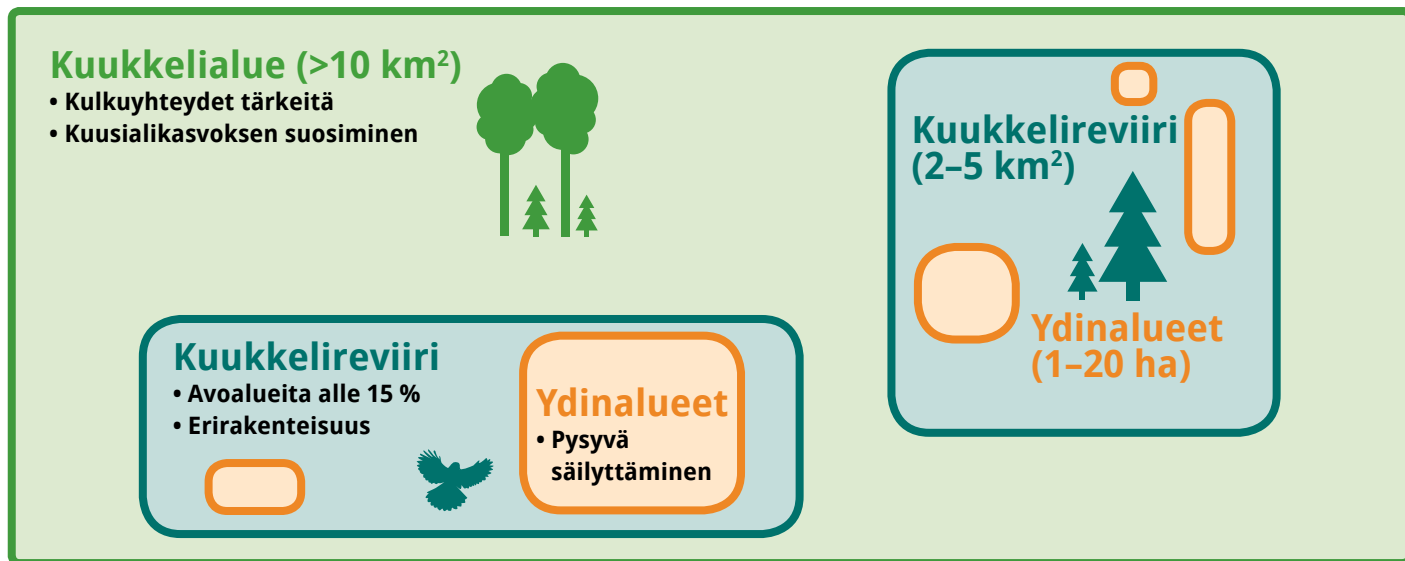 Kuukkelialue (>10 km²)
• Kulkuyhteydet tärkeitä
• Kuusialikasvoksen suosiminen
Kuukkelireviiri
(2–5 km²)
Ydinalueet
(1–20 ha)
Kuukkelireviiri
• Avoalueita alle 15 %
• Erirakenteisuus
Ydinalueet
• Pysyvä
säilyttäminen